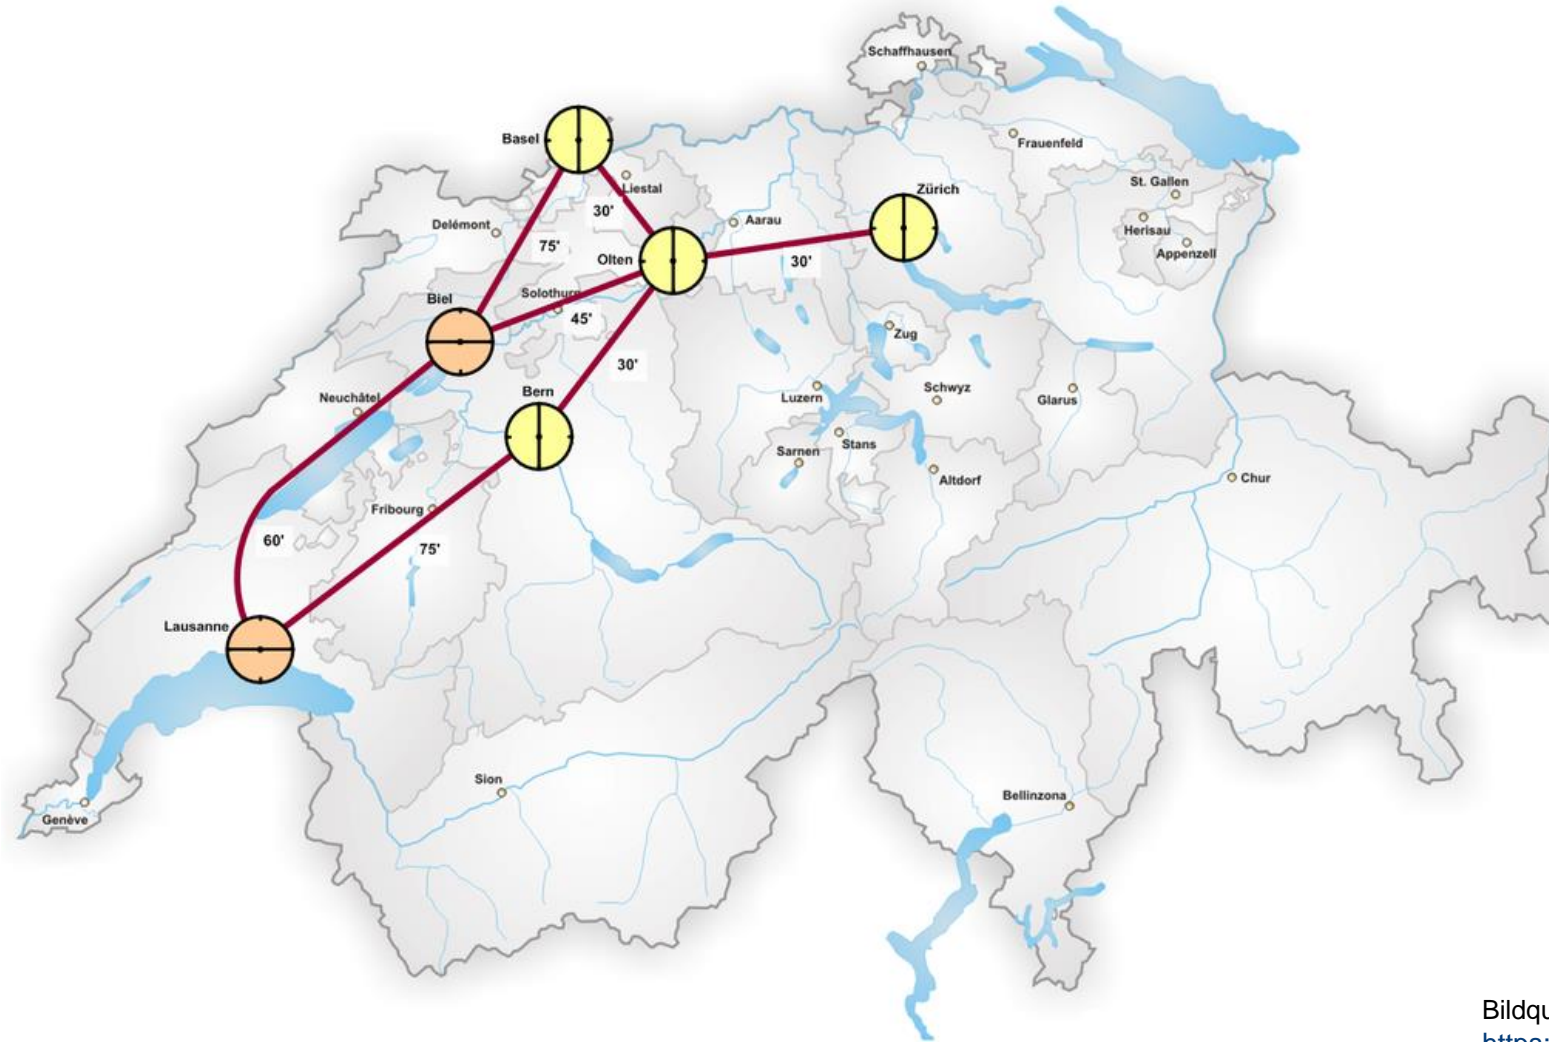 Schaffhausen
Basel
Frauenfeld
Liestal
St. Gallen
Zürich
30'
Aarau
Delémont
Herisau
75'
Appenzell
Olten
30'
Solothurn
Biel
45'
Zug
30'
Bern
Schwyz
Neuchâtel
Luzern
Glarus
Stans
Sarnen
Altdorf
Chur
Fribourg
60'
75'
Lausanne
Sion
Bellinzona
Genève
Bildqu
https: